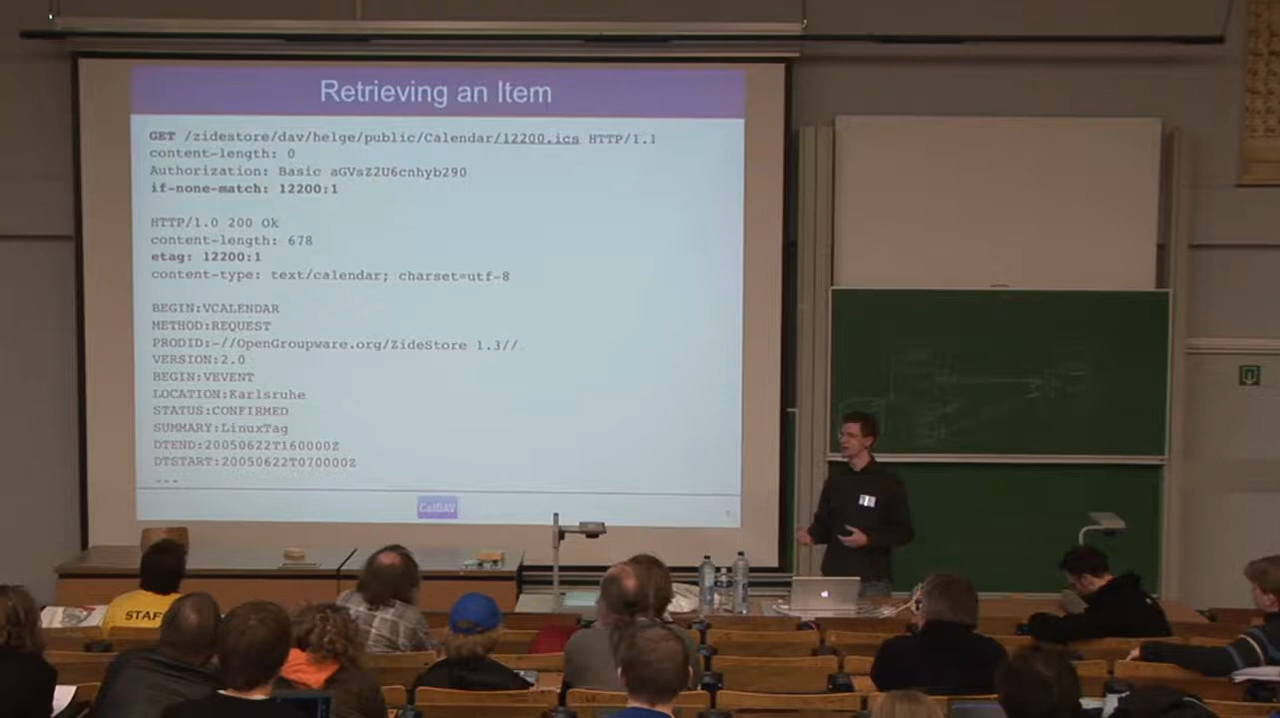 Retrieving an Item
GET /zidestore/dav/helge/public/Calendar/12200.ics HTTP/1.1
content-length: 0
Authorization: Basic aGVsZ2U6cnhyb290
if-none-match: 12200:1
HTTP/1.0 200 Ok
content-length: 678
etag: 12200:1
content-type: text/calendar; charset=utf-8
BEGIN:VCALENDAR
METHOD:REQUEST
PRODID:-//OpenGroupware.org/ZideStore 1.3//
VERSION:2.0
BEGIN:VEVENT
LOCATION:Karlsruhe
STATUS:CONFIRMED
SUMMARY:LinuxTag
DTEND:20050622T160000Z
DTSTART:20050622T070000Z
---
CalDAV
STAF